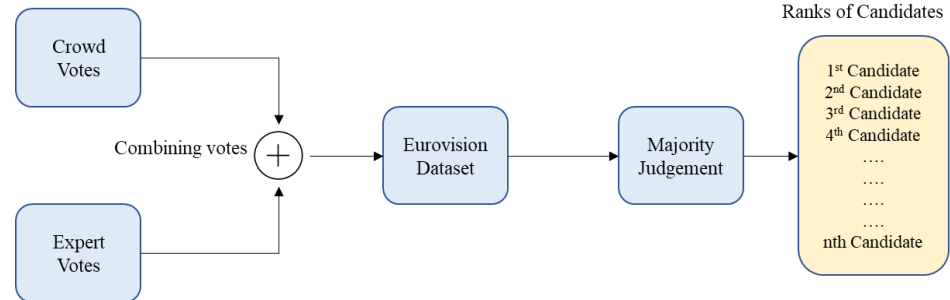 Ranks of Candidates
Crowd
Votes
Combining votes
+
Expert
Votes
Eurovision
Dataset
Majority
Judgement
1st Candidate
2nd Candidate
3rd Candidate
4th Candidate
....
....
....
....
nth Candidate